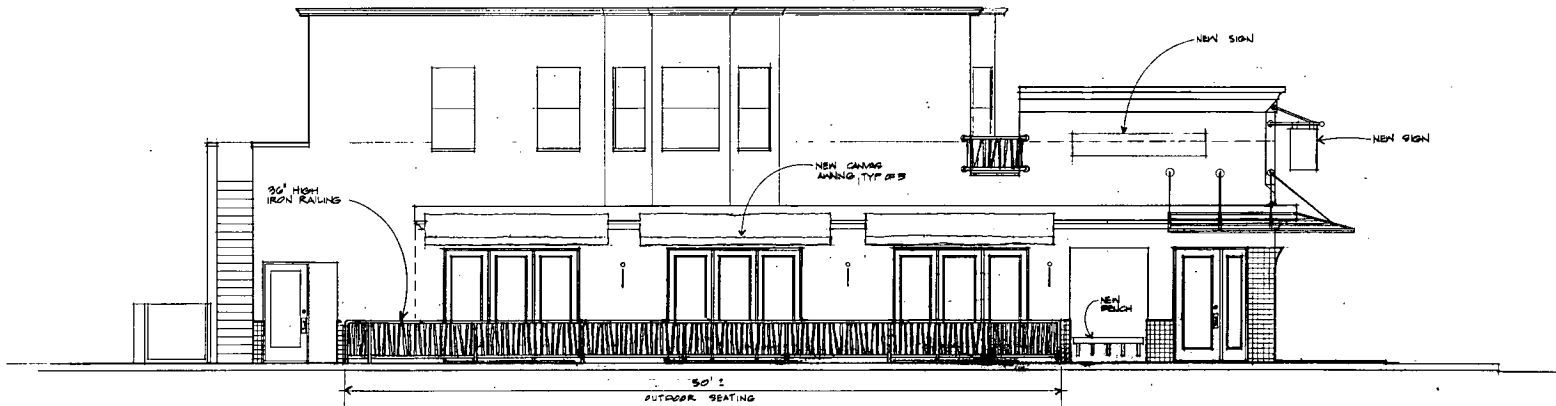 NEW SIGN
NEW SIGN
NEW CANVAS
AWNING, TYP OF 3
36" HIGH
IRON RAILING
NEW
BENCH
50' ±
OUTDOOR SEATING